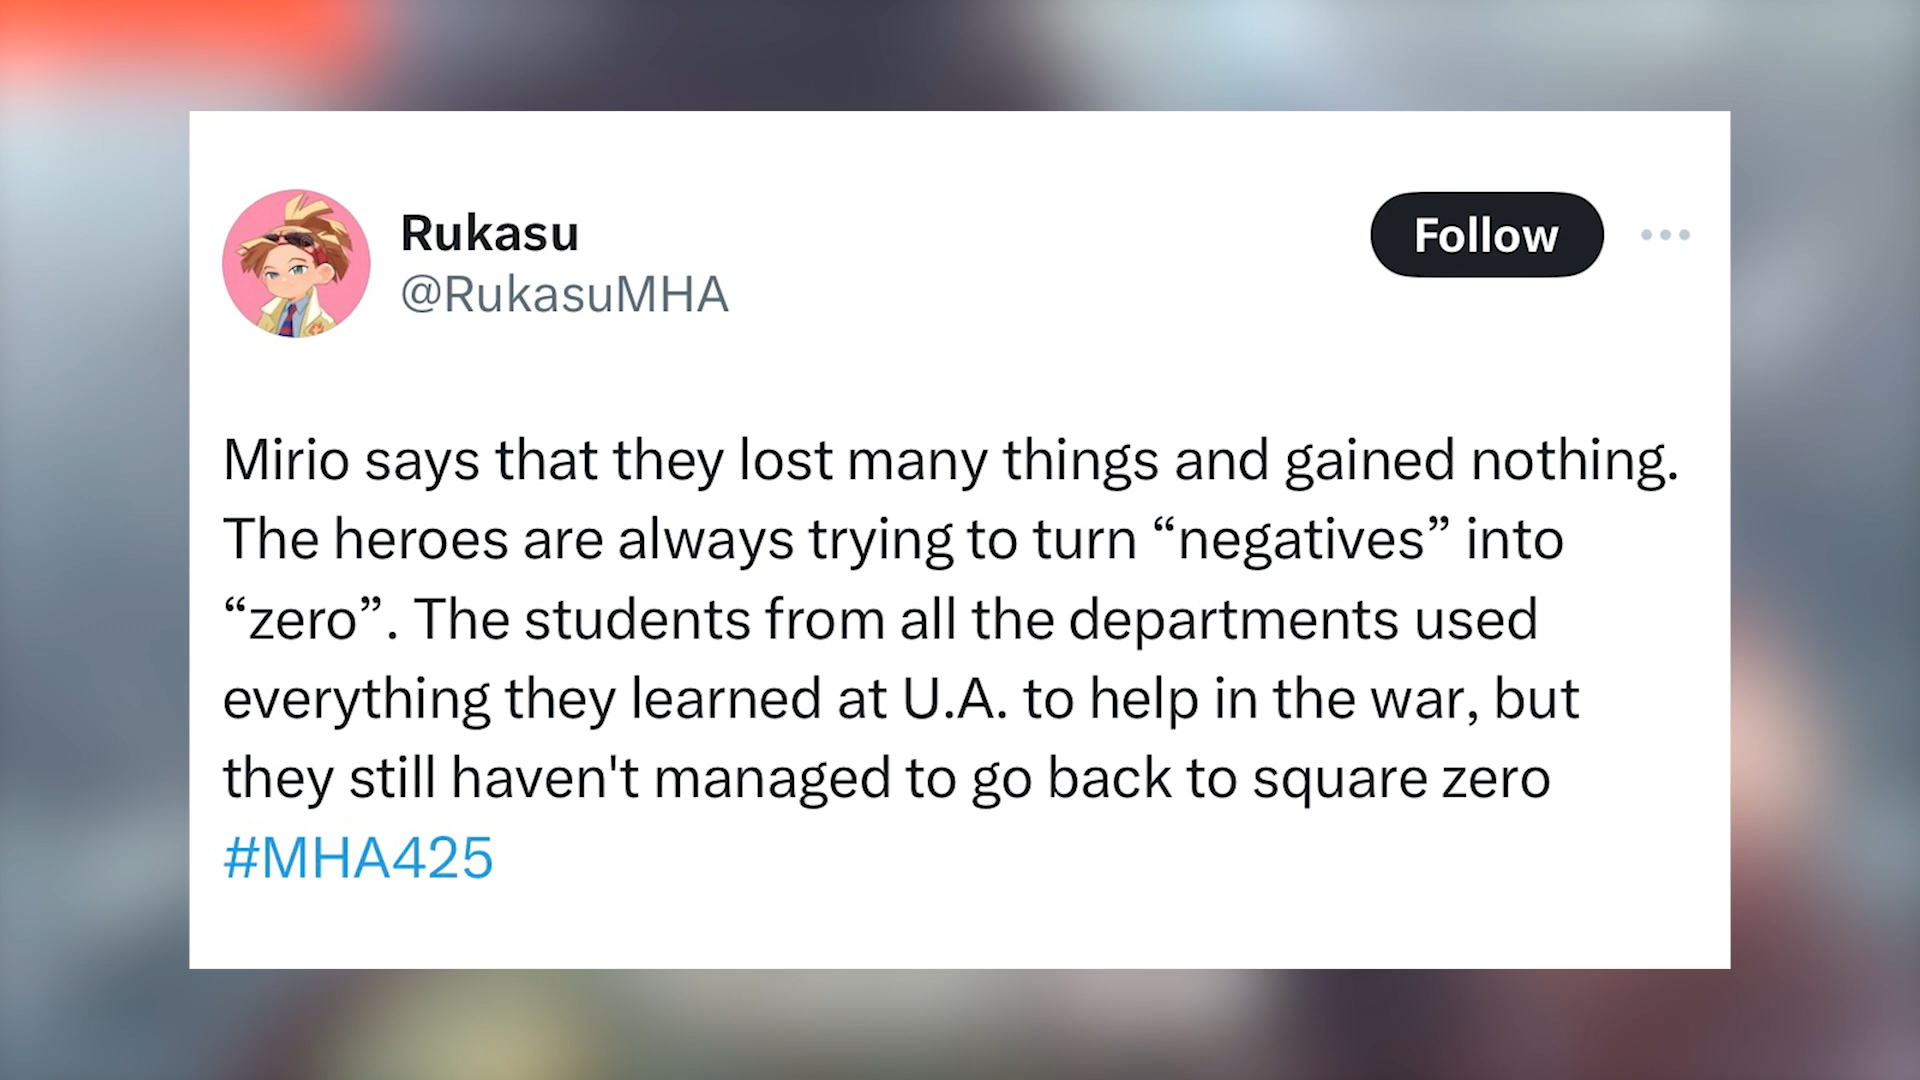 Rukasu
@RukasuMHA
Follow
Mirio says that they lost many things and gained nothing.
The heroes are always trying to turn “negatives” into
“zero”. The students from all the departments used
everything they learned at U.A. to help in the war, but
they still haven't managed to go back to square zero
#MHA425